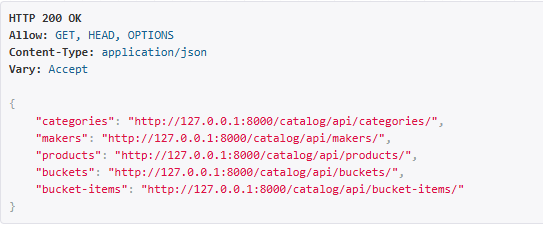 HTTP 200 OK
Allow: GET, HEAD, OPTIONS
Content-Type: application/json
Vary: Accept
{
"categories": "http://127.0.0.1:8000/catalog/api/categories/",
"makers": "http://127.0.0.1:8000/catalog/api/makers/",
"products": "http://127.0.0.1:8000/catalog/api/products/",
"buckets": "http://127.0.0.1:8000/catalog/api/buckets/",
"bucket-items": "http://127.0.0.1:8000/catalog/api/bucket-items/"
}